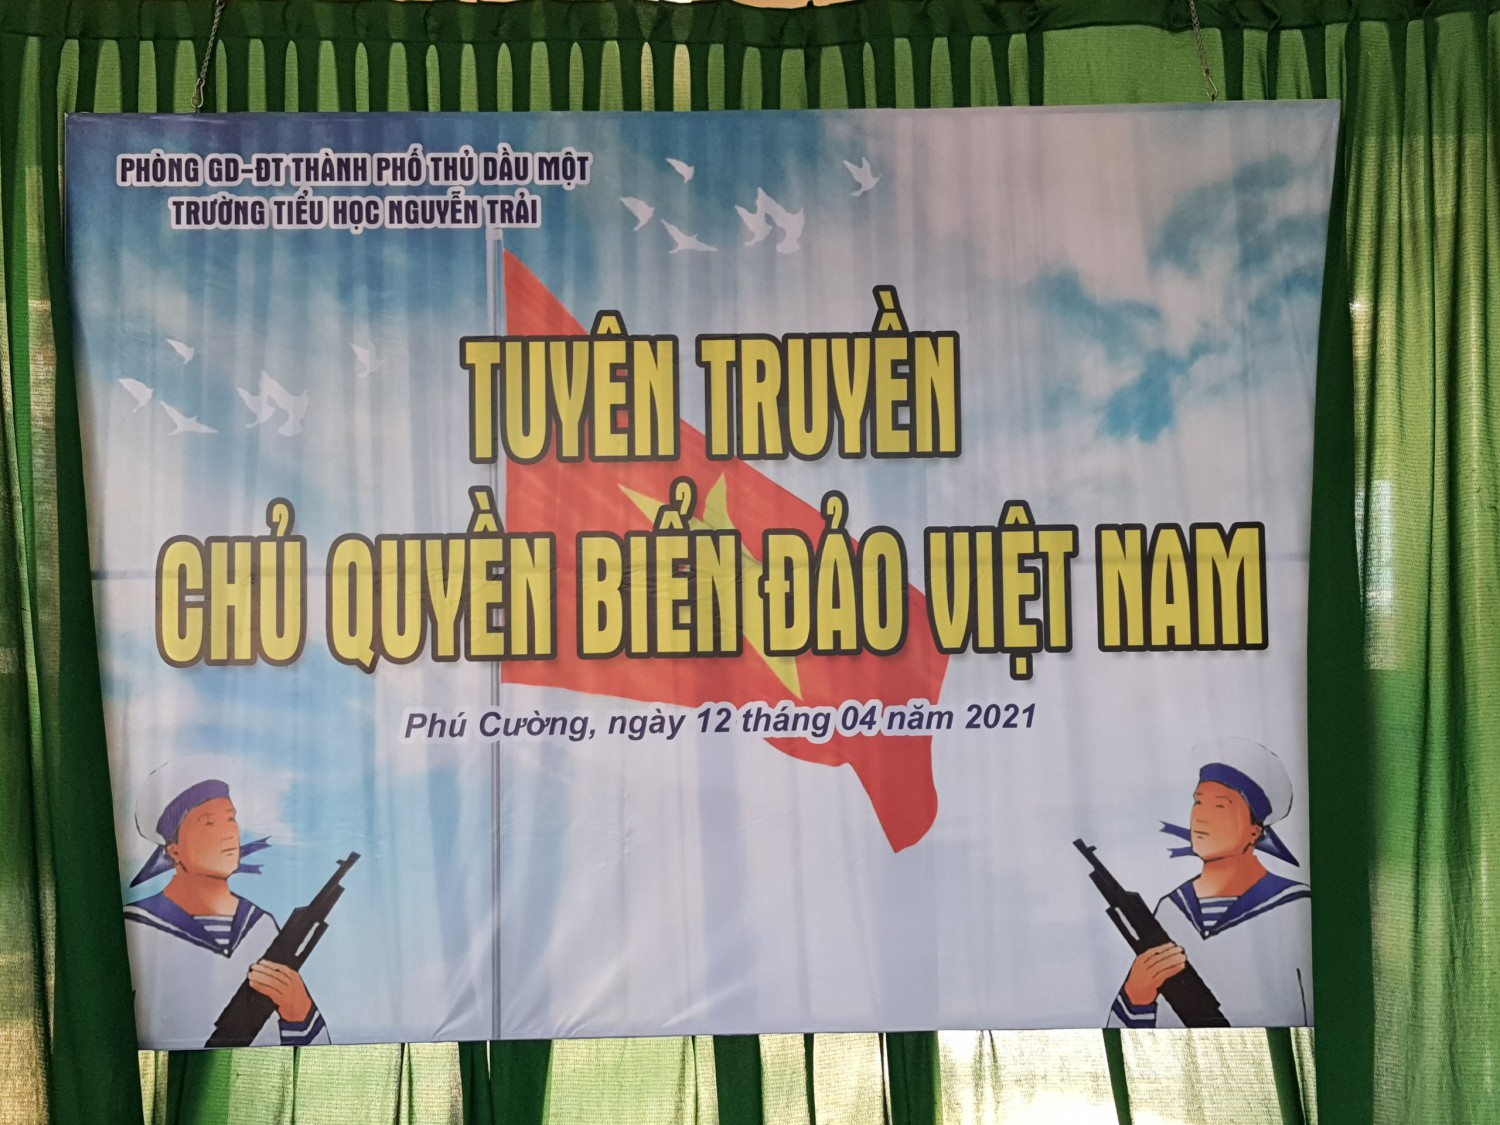 PHÒNG GD-ĐT THÀNH PHỐ THỦ DẦU MỘT
TRƯỜNG TIỂU HỌC NGUYỄN TRẢI
TUYÊN TRUYỀN
CHỦ QUYỀN BIỂN ĐẢO VIỆT NAM
Phú Cường, ngày 12 tháng 04 năm 2021